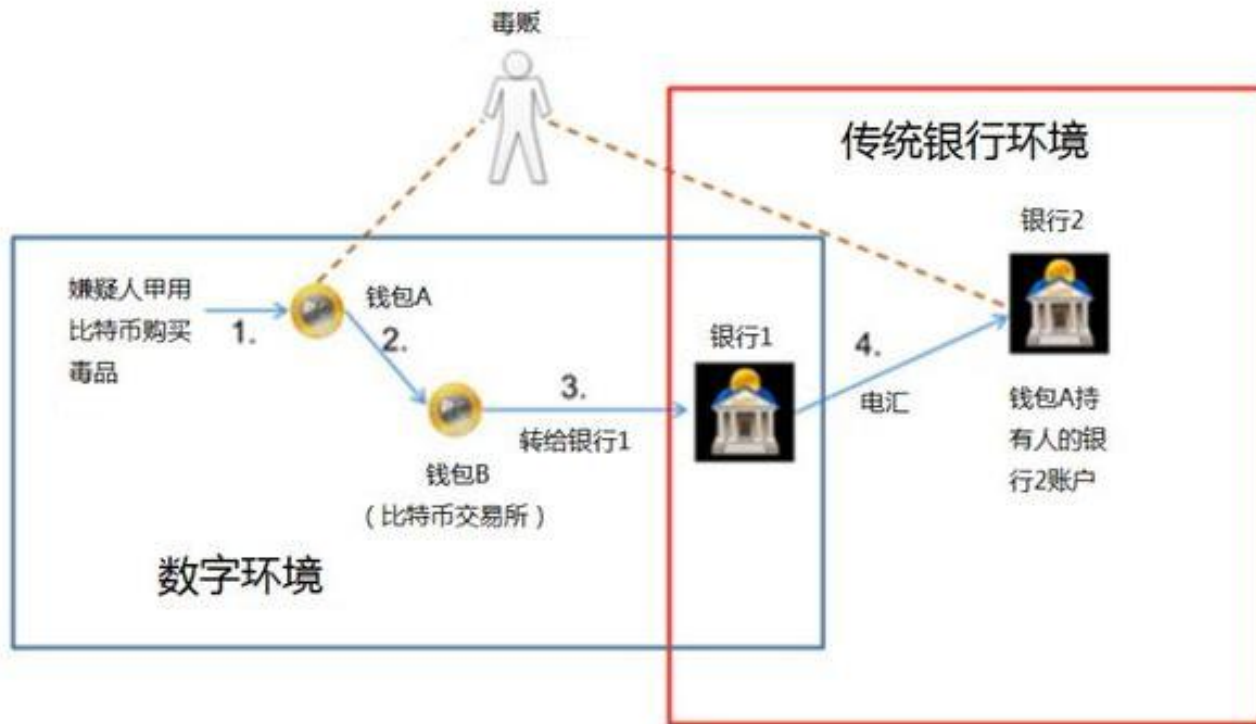 毒贩
传统银行环境
银行2
嫌疑人甲用
比特币购买
毒品
1.
钱包A
2.
钱包B
（比特币交易所）
3.
转给银行1
银行1
4.
电汇
钱包A持
有人的银
行2账户
数字环境